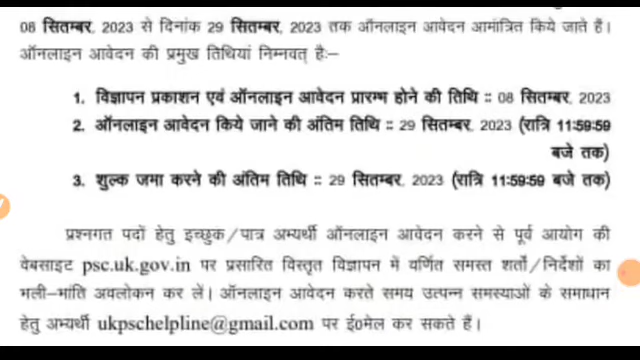 08 सितम्बर, 2023 से दिनांक 29 सितम्बर, 2023 तक ऑनलाइन आवेदन आमंत्रित किये जाते हैं।
ऑनलाइन आवेदन की प्रमुख तिथियां निम्नवत् हैः–
1. विज्ञापन प्रकाशन एवं ऑनलाइन आवेदन प्रारम्भ होने की तिथि :: 08 सितम्बर, 2023
2. ऑनलाइन आवेदन किये जाने की अंतिम तिथि :: 29 सितम्बर, 2023 (रात्रि 11:59:59
बजे तक)
3. शुल्क जमा करने की अंतिम तिथि :: 29 सितम्बर, 2023 (रात्रि 11:59:59 बजे तक)
प्रश्नगत पदों हेतु इच्छुक/पात्र अभ्यर्थी ऑनलाइन आवेदन करने से पूर्व आयोग की
वेबसाइट psc.uk.gov.in पर प्रसारित विस्तृत विज्ञापन में वर्णित समस्त शर्तो/निर्देशों का
भली-भांति अवलोकन कर लें। ऑनलाइन आवेदन करते समय उत्पन्न समस्याओं के समाधान
हेतु अभ्यर्थी ukpschelpline@gmail.com पर ई0मेल कर सकते हैं।